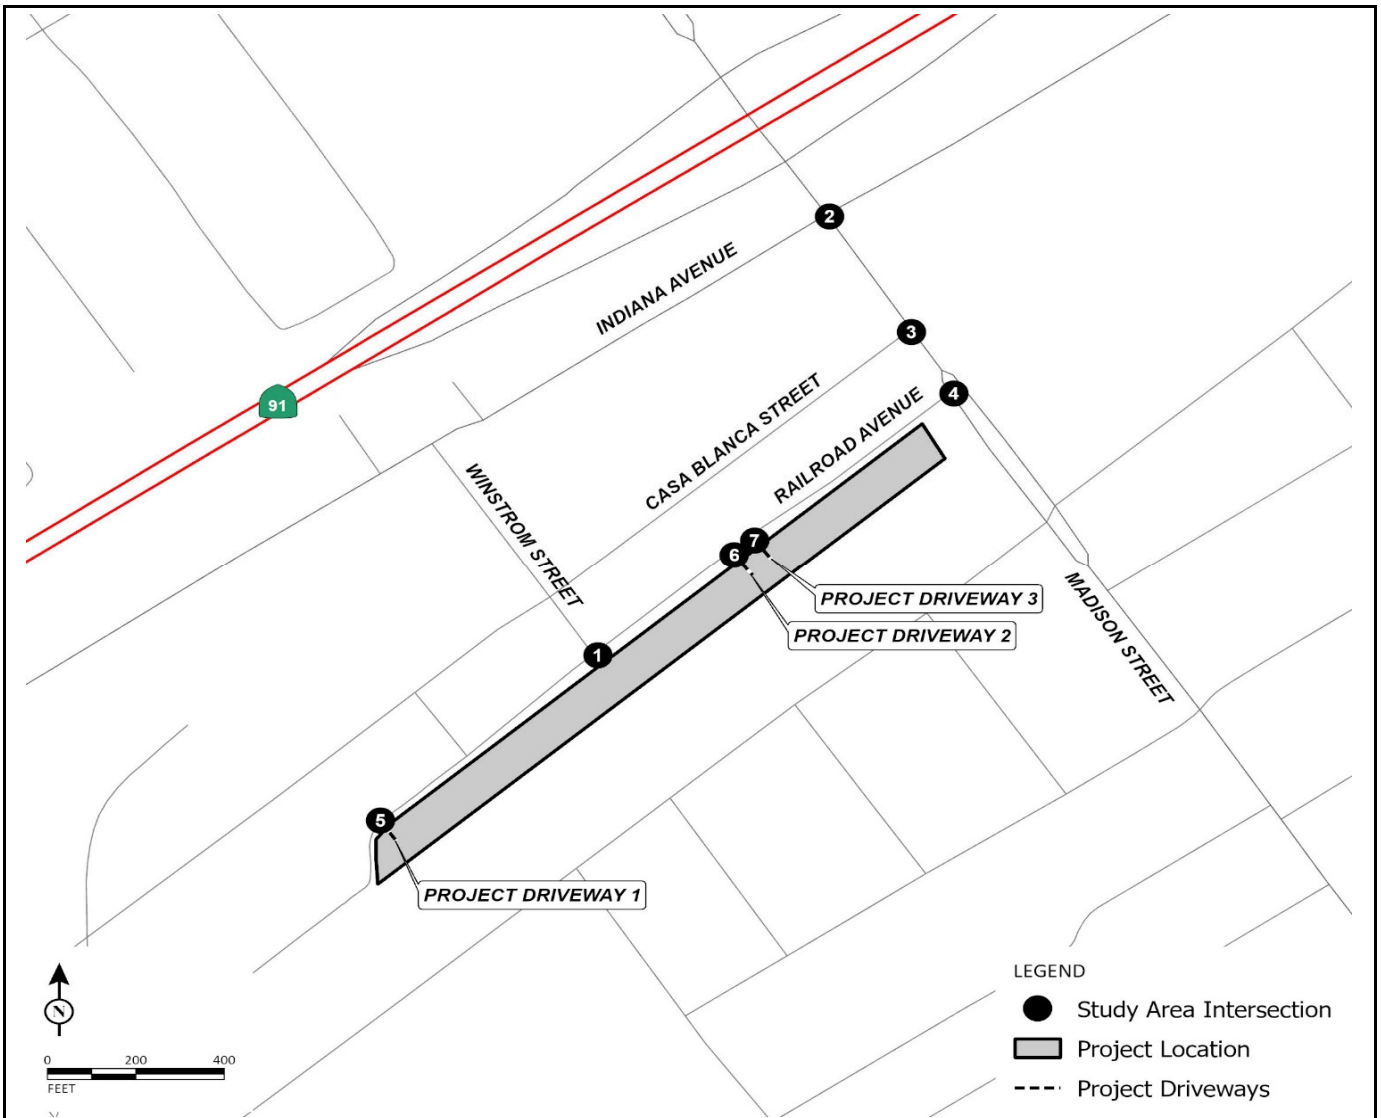 2
INDIANA AVENUE
3
91
4
CASA BLANCA STREET
RAILROAD AVENUE
WINSTROM STREET
7
6
PROJECT DRIVEWAY 3
MADISON STREET
PROJECT DRIVEWAY 2
1
5
PROJECT DRIVEWAY 1
N
0 200 400
FEET
LEGEND
Study Area Intersection
Project Location
Project Driveways